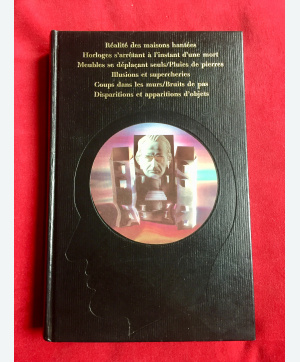 Réalité des maisons hantées
Horloges s'arrêtant à l'instant d'une mort
Meubles se déplaçant seuls/Pluies de pierres
Illusions et supercheries
Coups dans les murs/Bruits de pas
Disparitions et apparitions d'objets